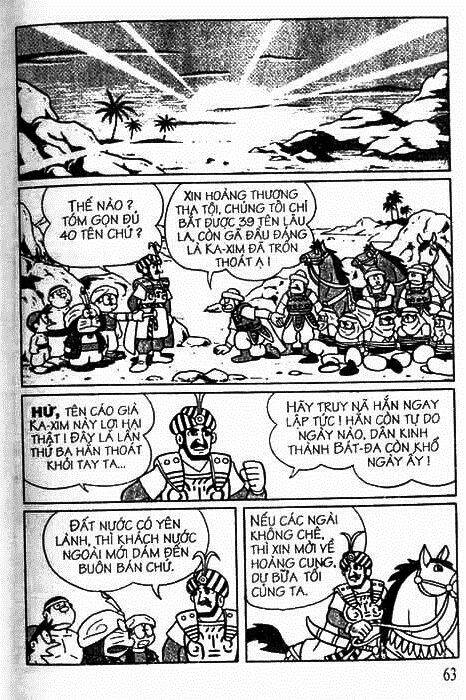 THẾ NÀO?
TÓM GỌN ĐỦ
40 TÊN CHỨ?
XIN HOÀNG THƯỢNG
THA TỘI, CHÚNG TÔI CHỈ
BẮT ĐƯỢC 39 TÊN LÂU
LA, CÒN GÃ ĐẦU ĐẢNG
LÀ KA-XIM ĐÃ TRỐN
THOÁT Ạ!
HỪ, TÊN CÁO GIÀ
KA-XIM NÀY LỢI HẠI
THẬT! ĐÂY LÀ LẦN
THỨ BA HẮN THOÁT
KHỎI TAY TA...
HÃY TRUY NÃ HẮN NGAY
LẬP TỨC! HẮN CÒN TỰ DO
NGÀY NÀO, DÂN KINH
THÀNH BÁT-ĐA CÒN KHỔ
NGÀY ẤY!
ĐẤT NƯỚC CÓ YÊN
LÀNH, THÌ KHÁCH NƯỚC
NGOÀI MỚI DÁM ĐẾN
BUÔN BÁN CHỨ.
NẾU CÁC NGÀI
KHÔNG CHÊ,
THÌ XIN MỜI VỀ
HOÀNG CUNG,
DỰ BỮA TỐI
CÙNG TA.
63